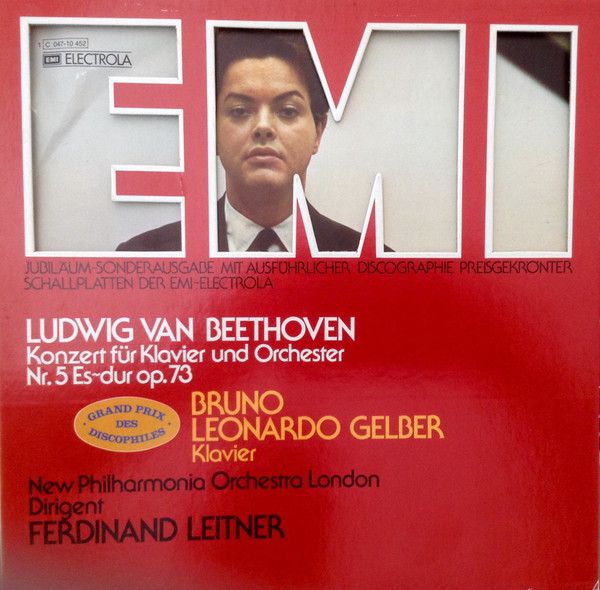 EMI
1 C 047-10 452
EMI ELECTROLA
JUBILÄUM-SONDERAUSGABE MIT AUSFÜHRLICHER DISCOGRAPHIE PREISGEKRÖNTER
SCHALLPLATTEN DER EMI-ELECTROLA
LUDWIG VAN BEETHOVEN
Konzert für Klavier und Orchester
Nr. 5 Es-dur op. 73
GRAND PRIX
DES
DISCOPHILES
BRUNO
LEONARDO GELBER
Klavier
New Philharmonia Orchestra London
Dirigent
FERDINAND LEITNER